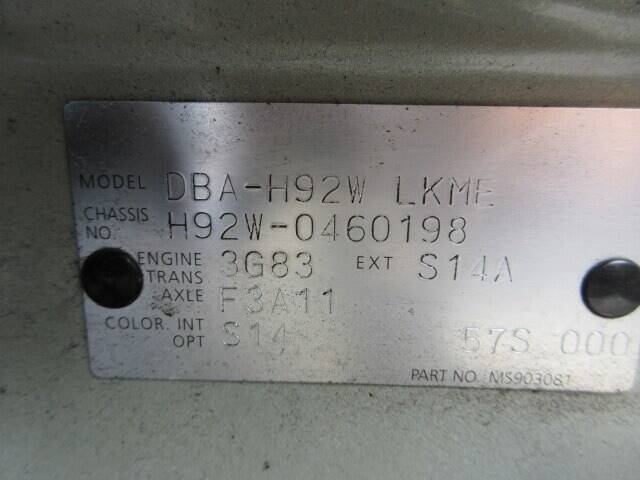 MODEL DBA-H92W LKME
CHASSIS NO. H92W-0460198
ENGINE 3G83 EXT S14A
TRANS AXLE F3A11
COLOR. INT S14 57S 000
OPT
PART NO. MS903081